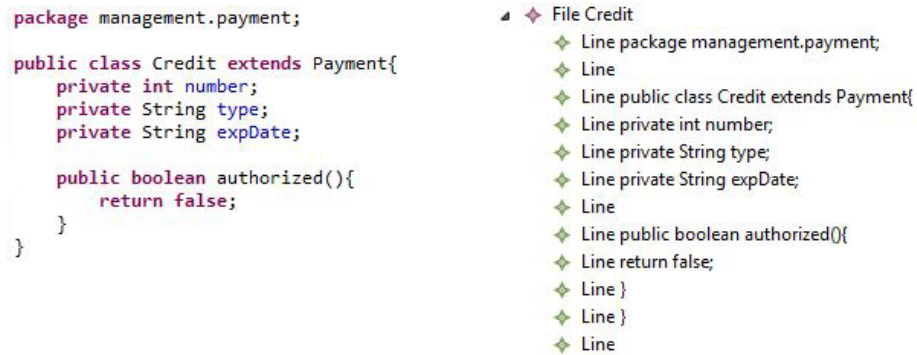 package management.payment;
public class Credit extends Payment{
private int number;
private String type;
private String expDate;
public boolean authorized(){
return false;
}
}
File Credit
Line package management.payment;
Line
Line public class Credit extends Payment{
Line private int number;
Line private String type;
Line private String expDate;
Line
Line public boolean authorized(){
Line return false;
Line }
Line }
Line